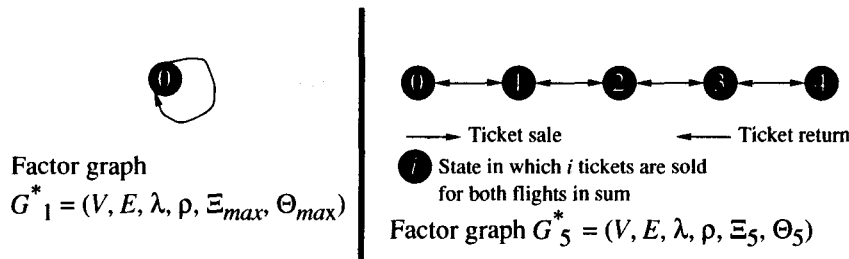 0
Factor graph
G*1 = (V, E, λ, ρ, Ξmax, Θmax)
0 1 2 3 4
Ticket sale
Ticket return
i State in which i tickets are sold
for both flights in sum
Factor graph G*5 = (V, E, λ, ρ, Ξ5, Θ5)